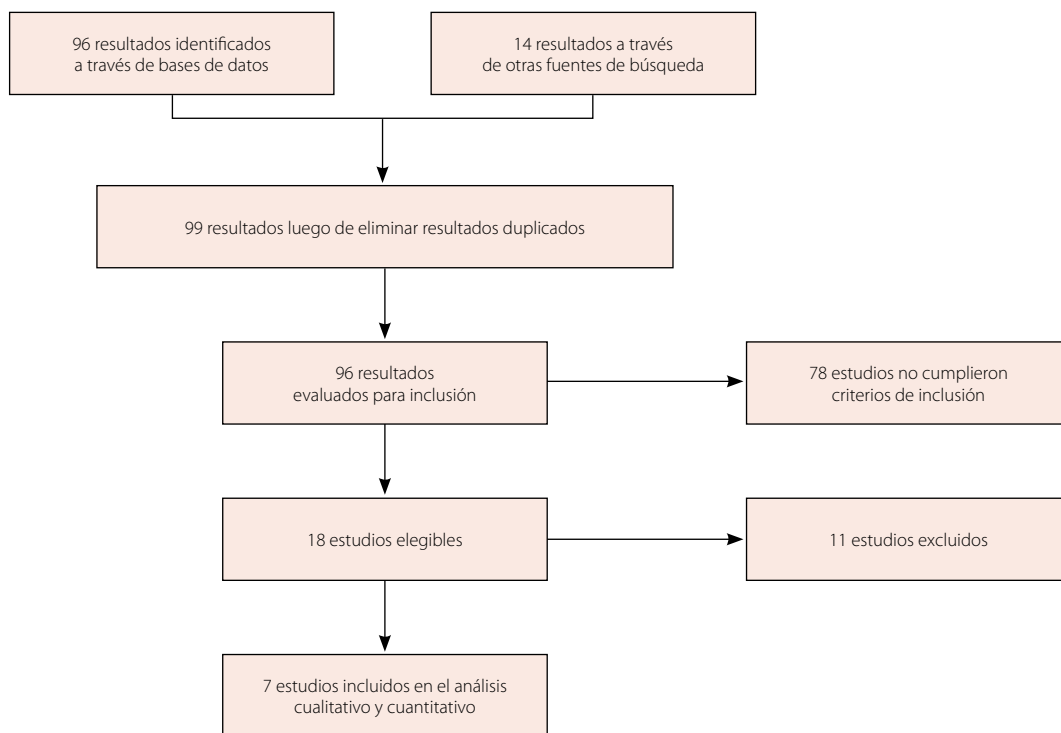 96 resultados identificados
a través de bases de datos
14 resultados a través
de otras fuentes de búsqueda
99 resultados luego de eliminar resultados duplicados
96 resultados
evaluados para inclusión
78 estudios no cumplieron
criterios de inclusión
18 estudios elegibles
11 estudios excluidos
7 estudios incluidos en el análisis
cualitativo y cuantitativo